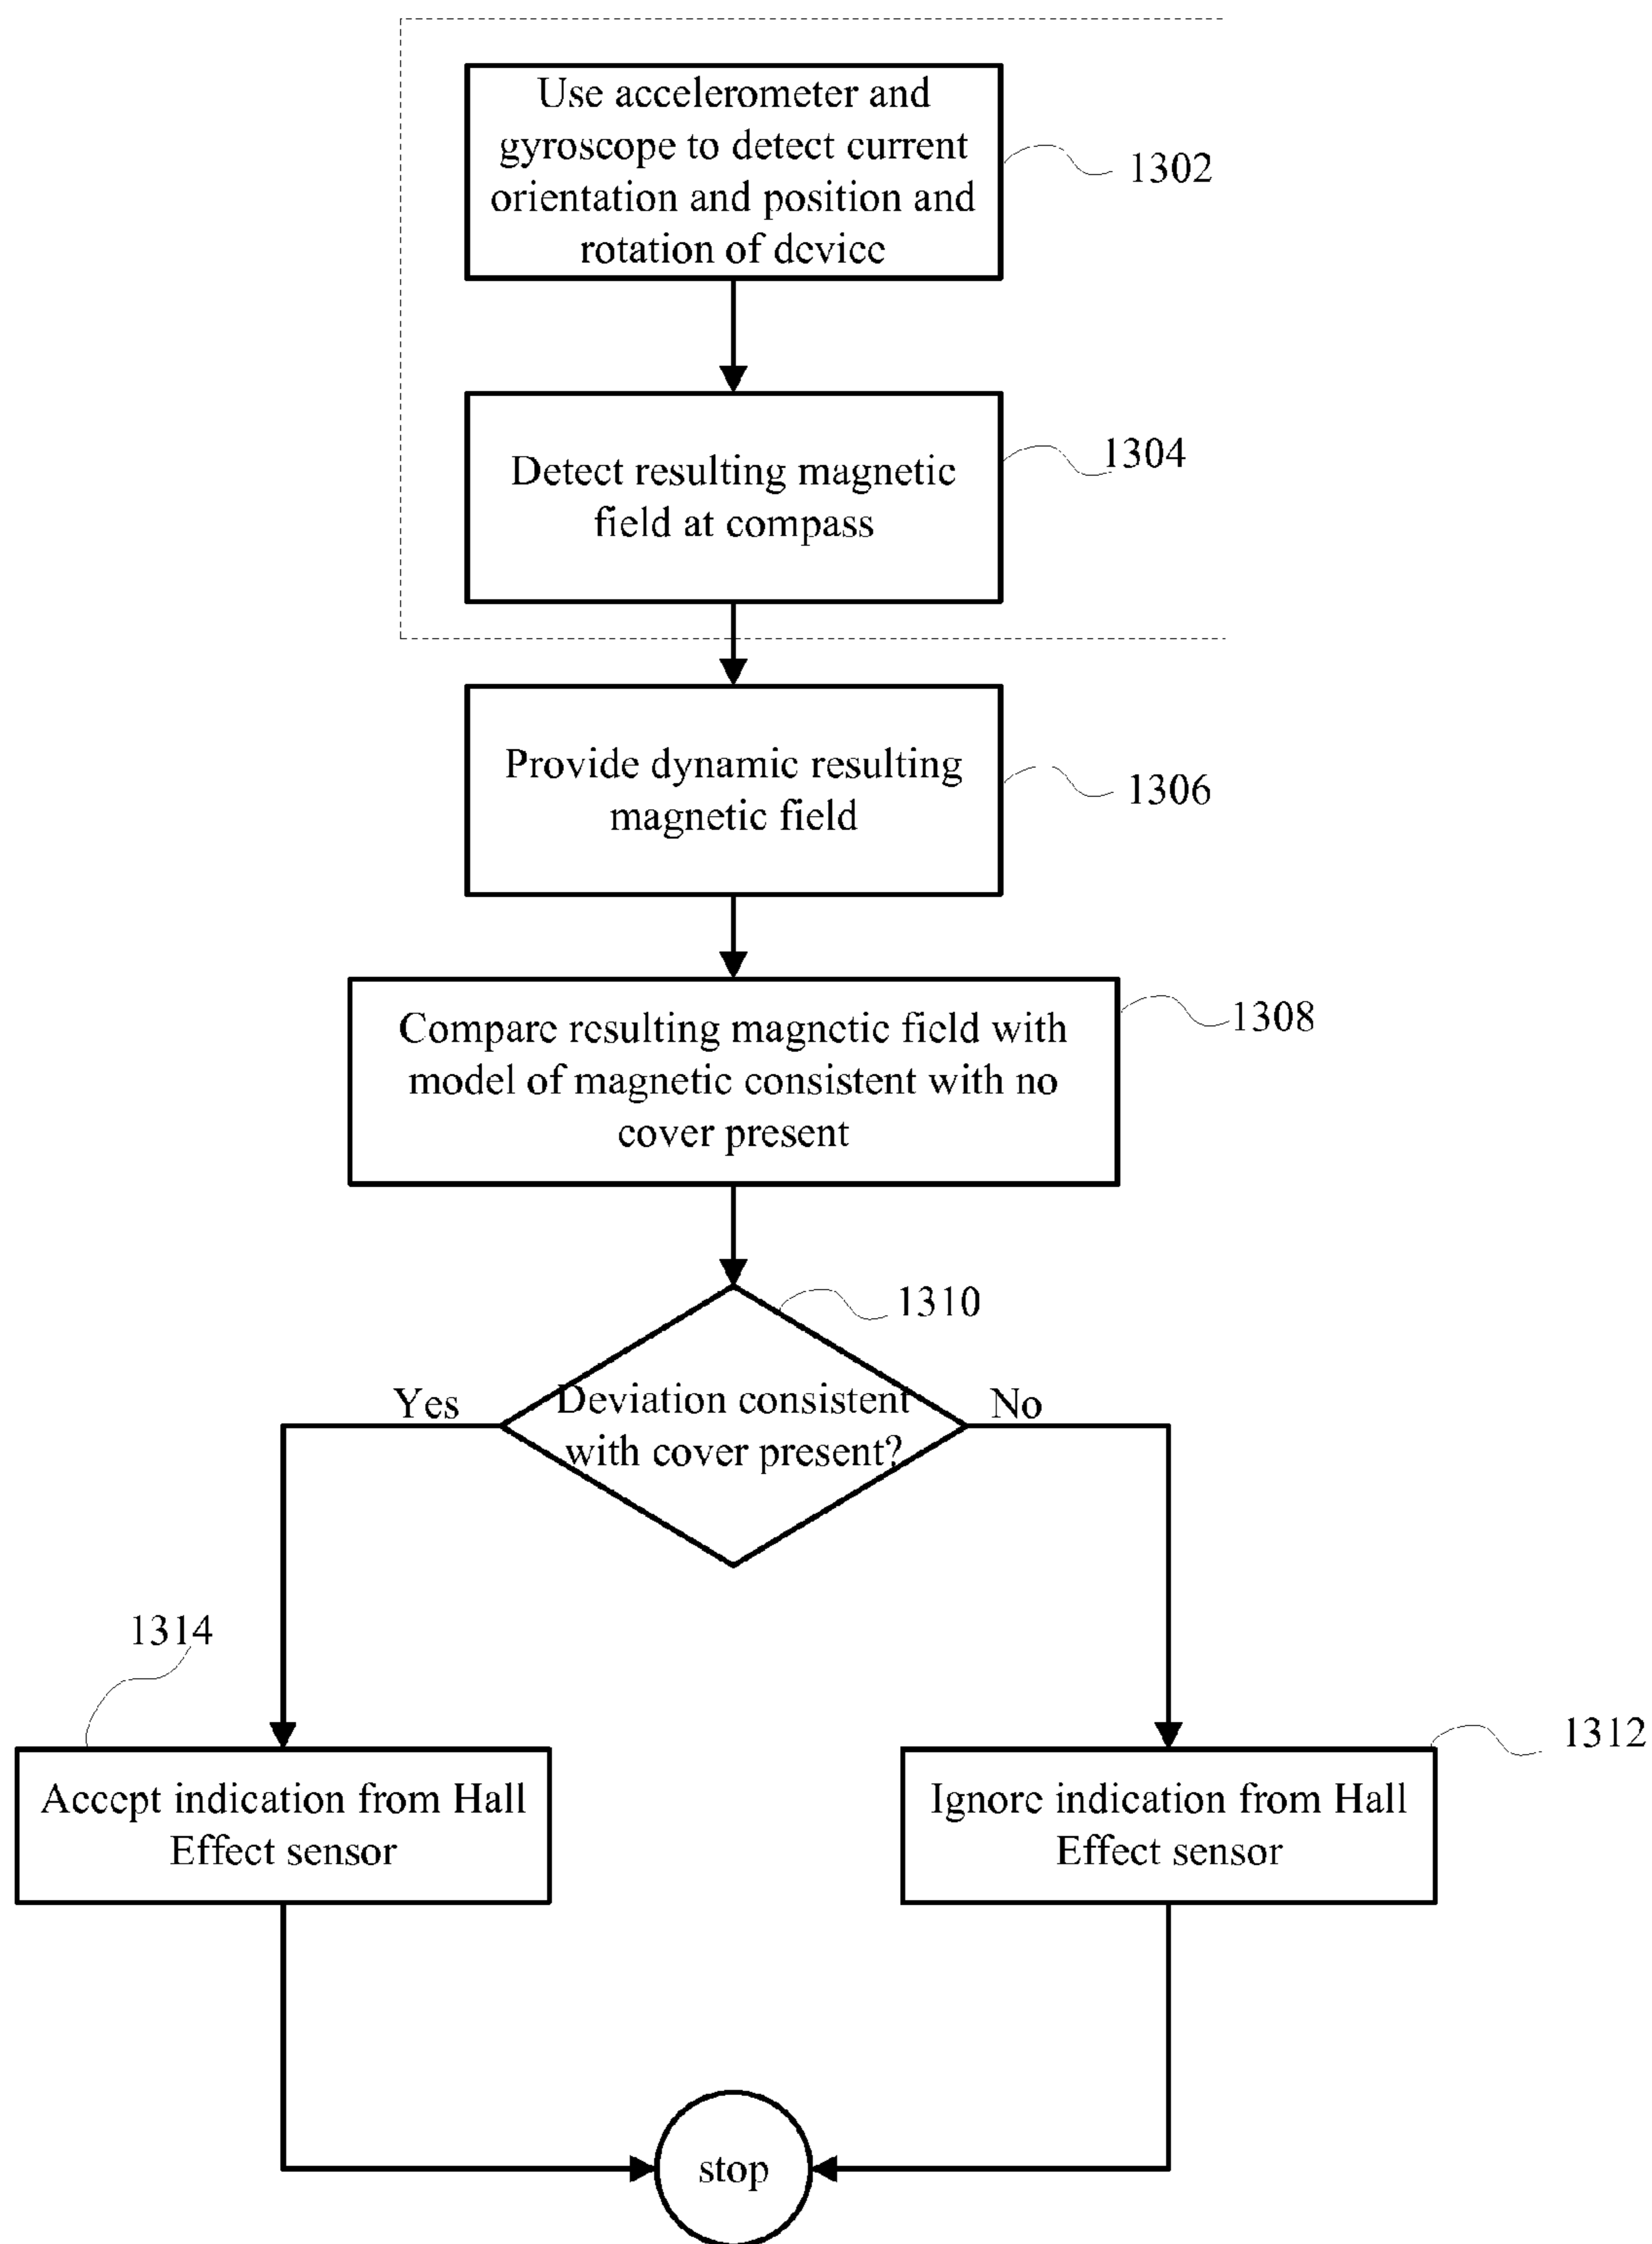 Use accelerometer and
gyroscope to detect current
orientation and position and
rotation of device
1302
Detect resulting magnetic
field at compass
1304
Provide dynamic resulting
magnetic field
1306
Compare resulting magnetic field with
model of magnetic consistent with no
cover present
1308
1310
Yes
Deviation consistent
with cover present?
No
1314
Accept indication from Hall
Effect sensor
1312
Ignore indication from Hall
Effect sensor
stop